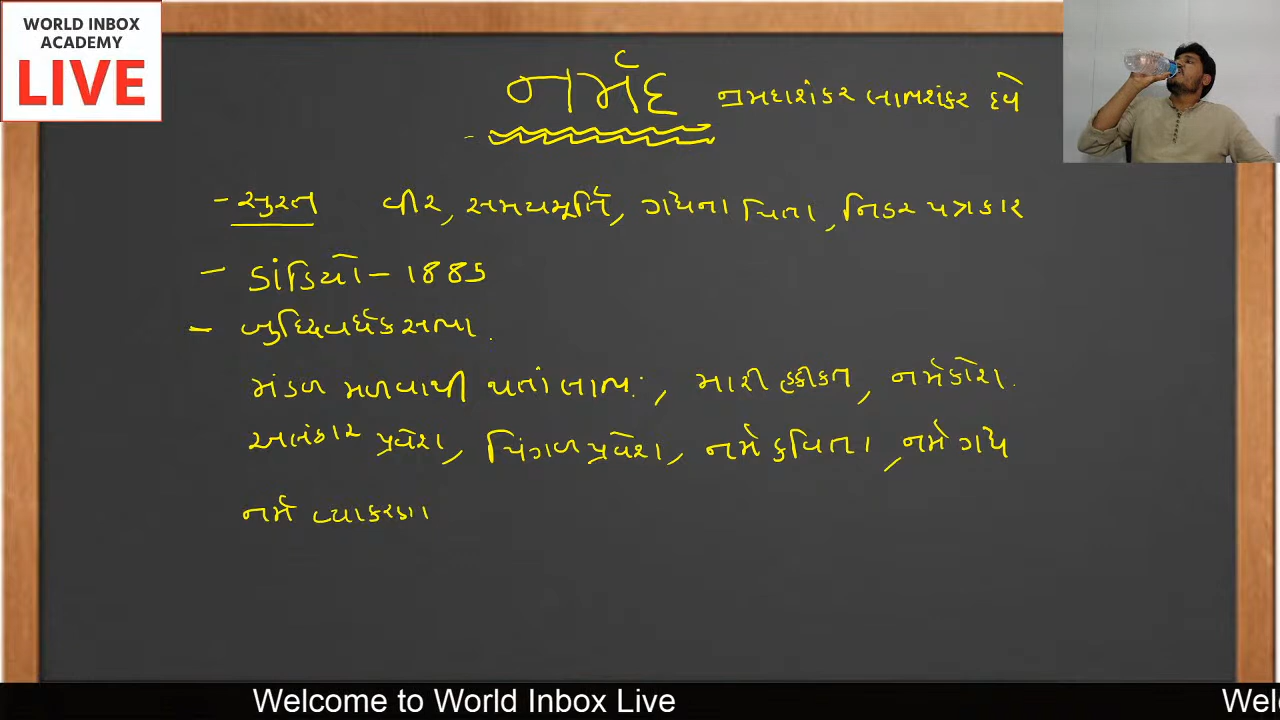 WORLD INBOX
ACADEMY
LIVE
નર્મદ નર્મદાશંકર લાભશંકર દવે
- સુરત વીર, સમયમૂર્તિ, ગદ્યના પિતા, નિડર પત્રકાર
- ડાંડિયો - 1885
- બુધ્ધિવર્ધક સભા.
મંડળ મળવાથી થતાં લાભ, મારી હકીકત, નર્મકોશ.
અલંકાર પ્રવેશ, પિંગળ પ્રવેશ, નર્મ કવિતા, નર્મ ગદ્ય
નર્મ વ્યાકરણ
Welcome to World Inbox Live Wel